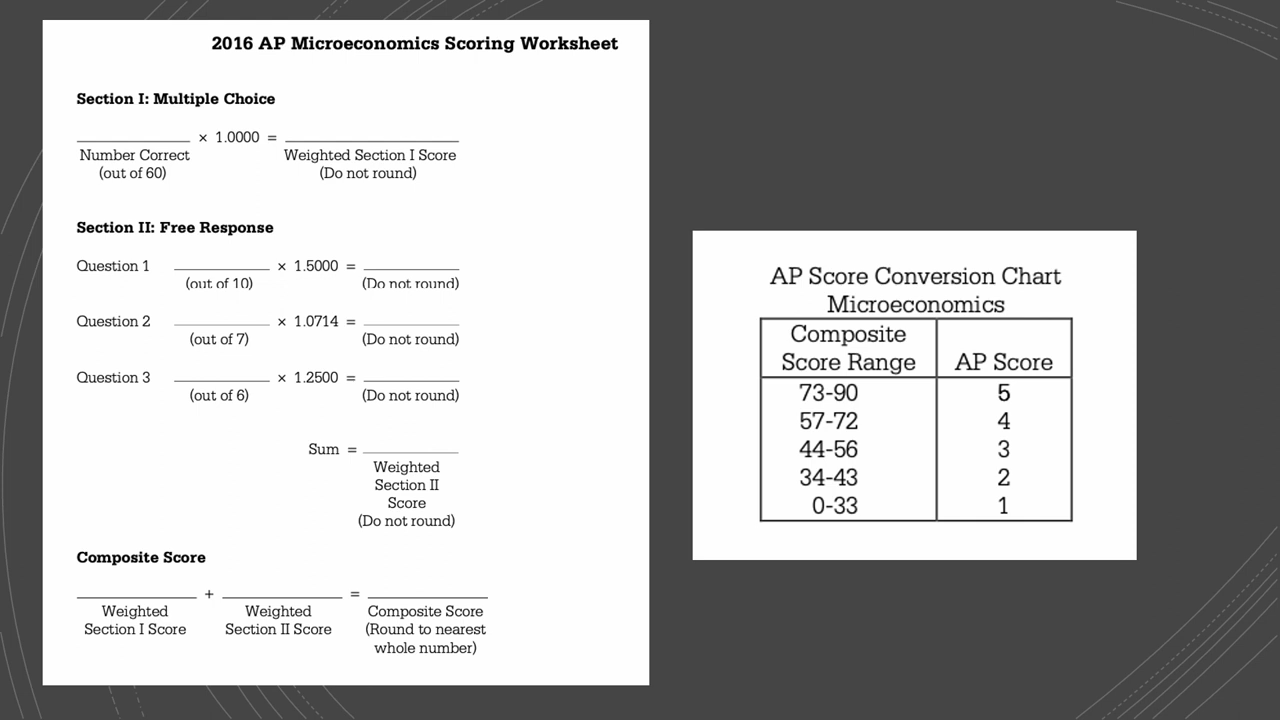 2016 AP Microeconomics Scoring Worksheet
Section I: Multiple Choice
× 1.0000 =
Number Correct Weighted Section I Score
(out of 60) (Do not round)
Section II: Free Response
Question 1 × 1.5000 =
(out of 10) (Do not round)
Question 2 × 1.0714 =
(out of 7) (Do not round)
Question 3 × 1.2500 =
(out of 6) (Do not round)
Sum =
Weighted
Section II
Score
(Do not round)
Composite Score
+ =
Weighted Weighted Composite Score
Section I Score Section II Score (Round to nearest
whole number)
AP Score Conversion Chart
Microeconomics
Composite
Score Range AP Score
73-90 5
57-72 4
44-56 3
34-43 2
0-33 1